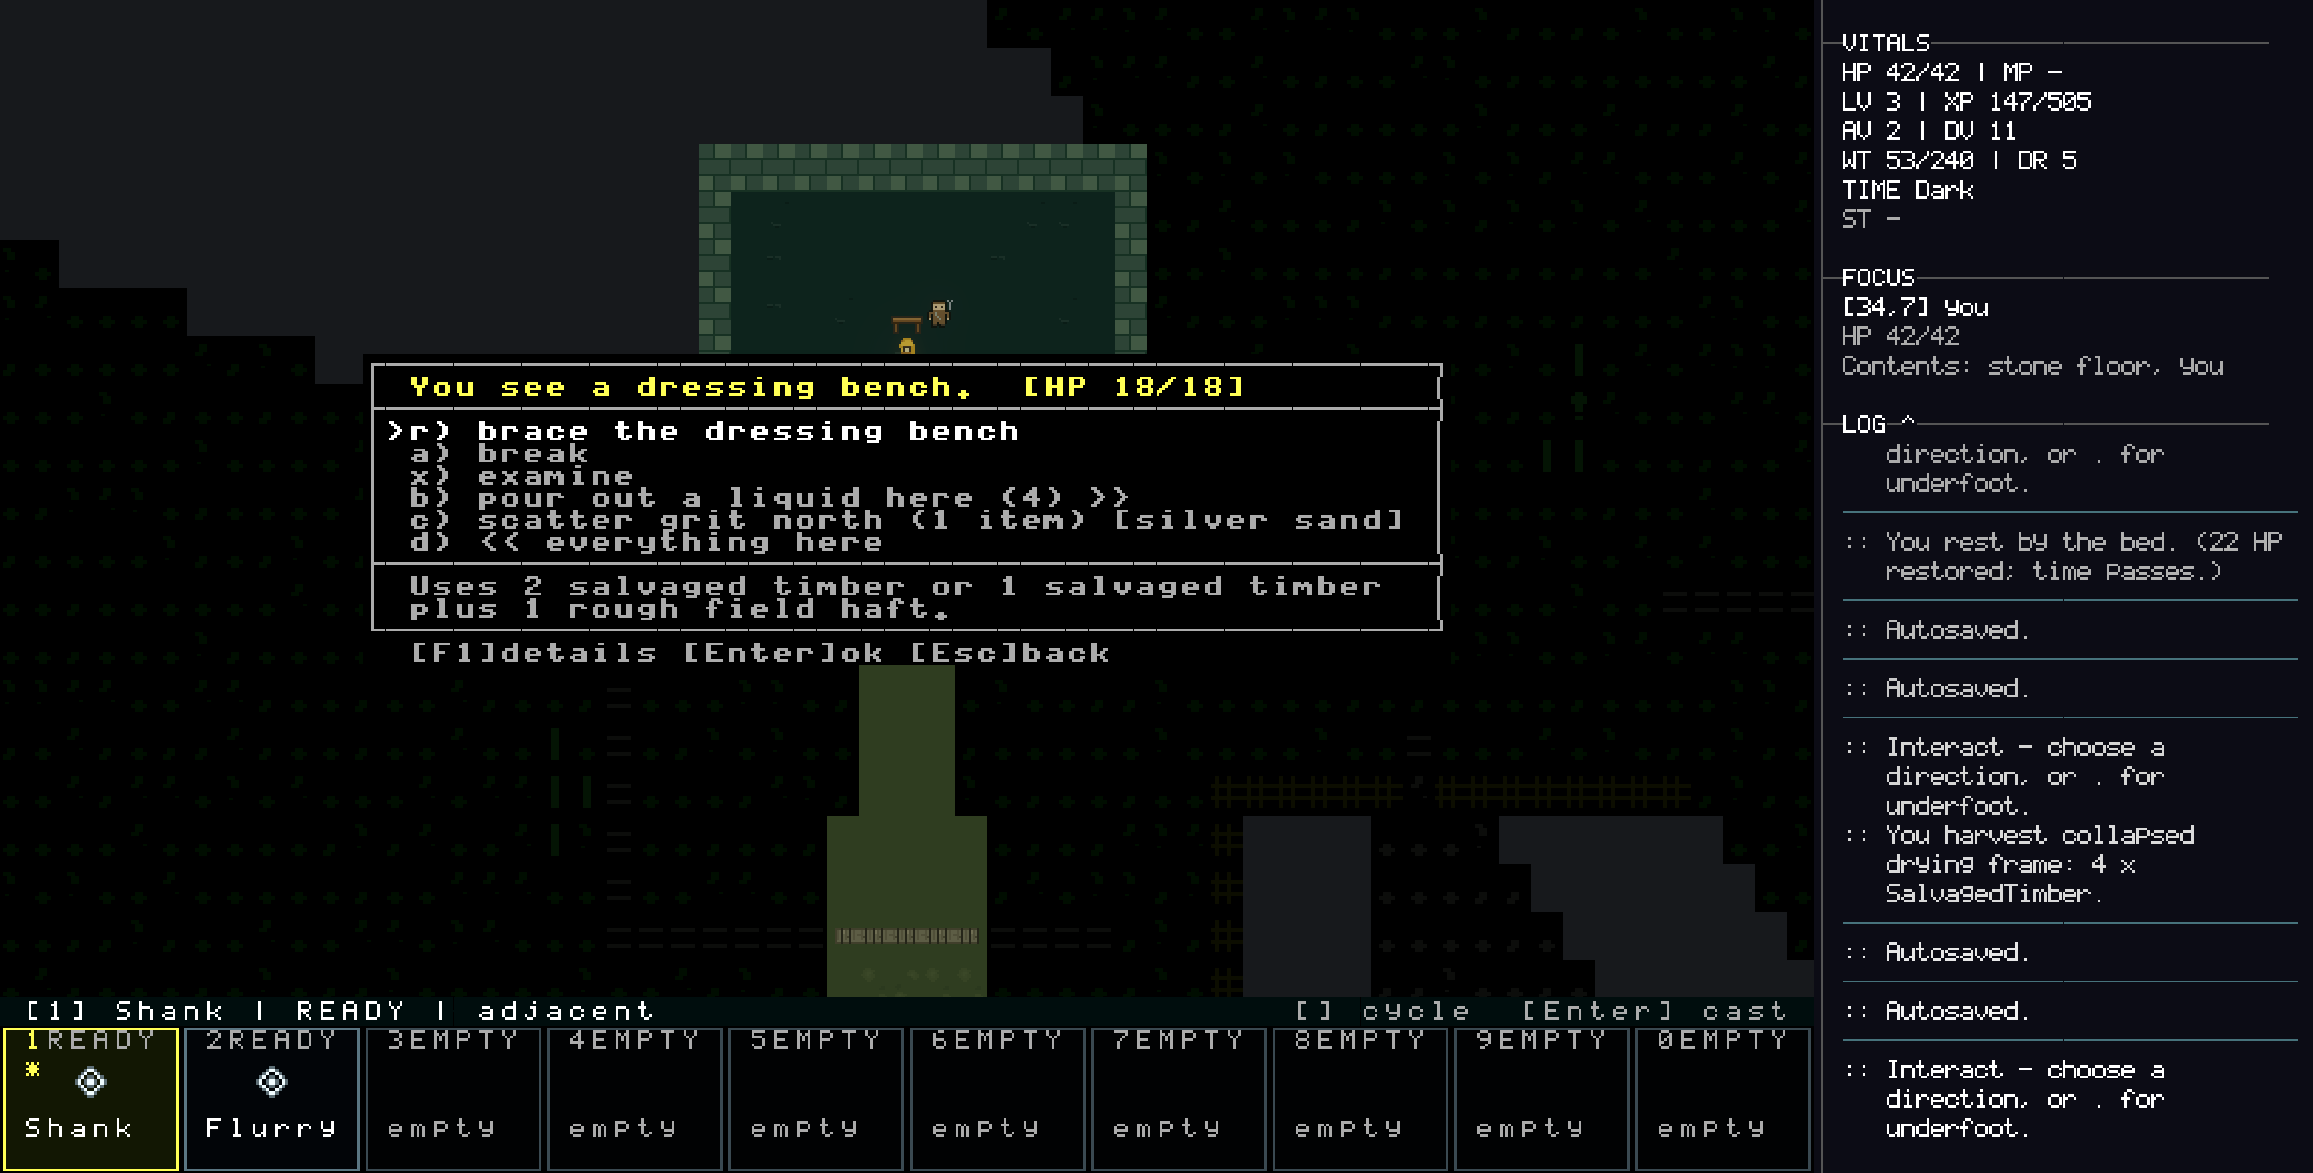 You see a dressing bench. [HP 18/18]
>r) brace the dressing bench
a) break
x) examine
b) pour out a liquid here (4) >>
c) scatter grit north (1 item) [silver sand]
d) << everything here
Uses 2 salvaged timber or 1 salvaged timber
plus 1 rough field haft.
[F1]details [Enter]ok [Esc]back
[1] Shank | READY | adjacent
[] cycle [Enter] cast
1READY
*
Shank
2READY
Flurry
3EMPTY
empty
4EMPTY
empty
5EMPTY
empty
6EMPTY
empty
7EMPTY
empty
8EMPTY
empty
9EMPTY
empty
0EMPTY
empty
VITALS
HP 42/42 | MP -
LV 3 | XP 147/505
AV 2 | DV 11
WT 53/240 | DR 5
TIME Dark
ST -
FOCUS
[34,7] You
HP 42/42
Contents: stone floor, You
LOG ^
direction, or . for
underfoot.
:: You rest by the bed. (22 HP
restored; time passes.)
:: Autosaved.
:: Autosaved.
:: Interact - choose a
direction, or . for
underfoot.
:: You harvest collapsed
drying frame: 4 x
SalvagedTimber.
:: Autosaved.
:: Autosaved.
:: Interact - choose a
direction, or . for
underfoot.